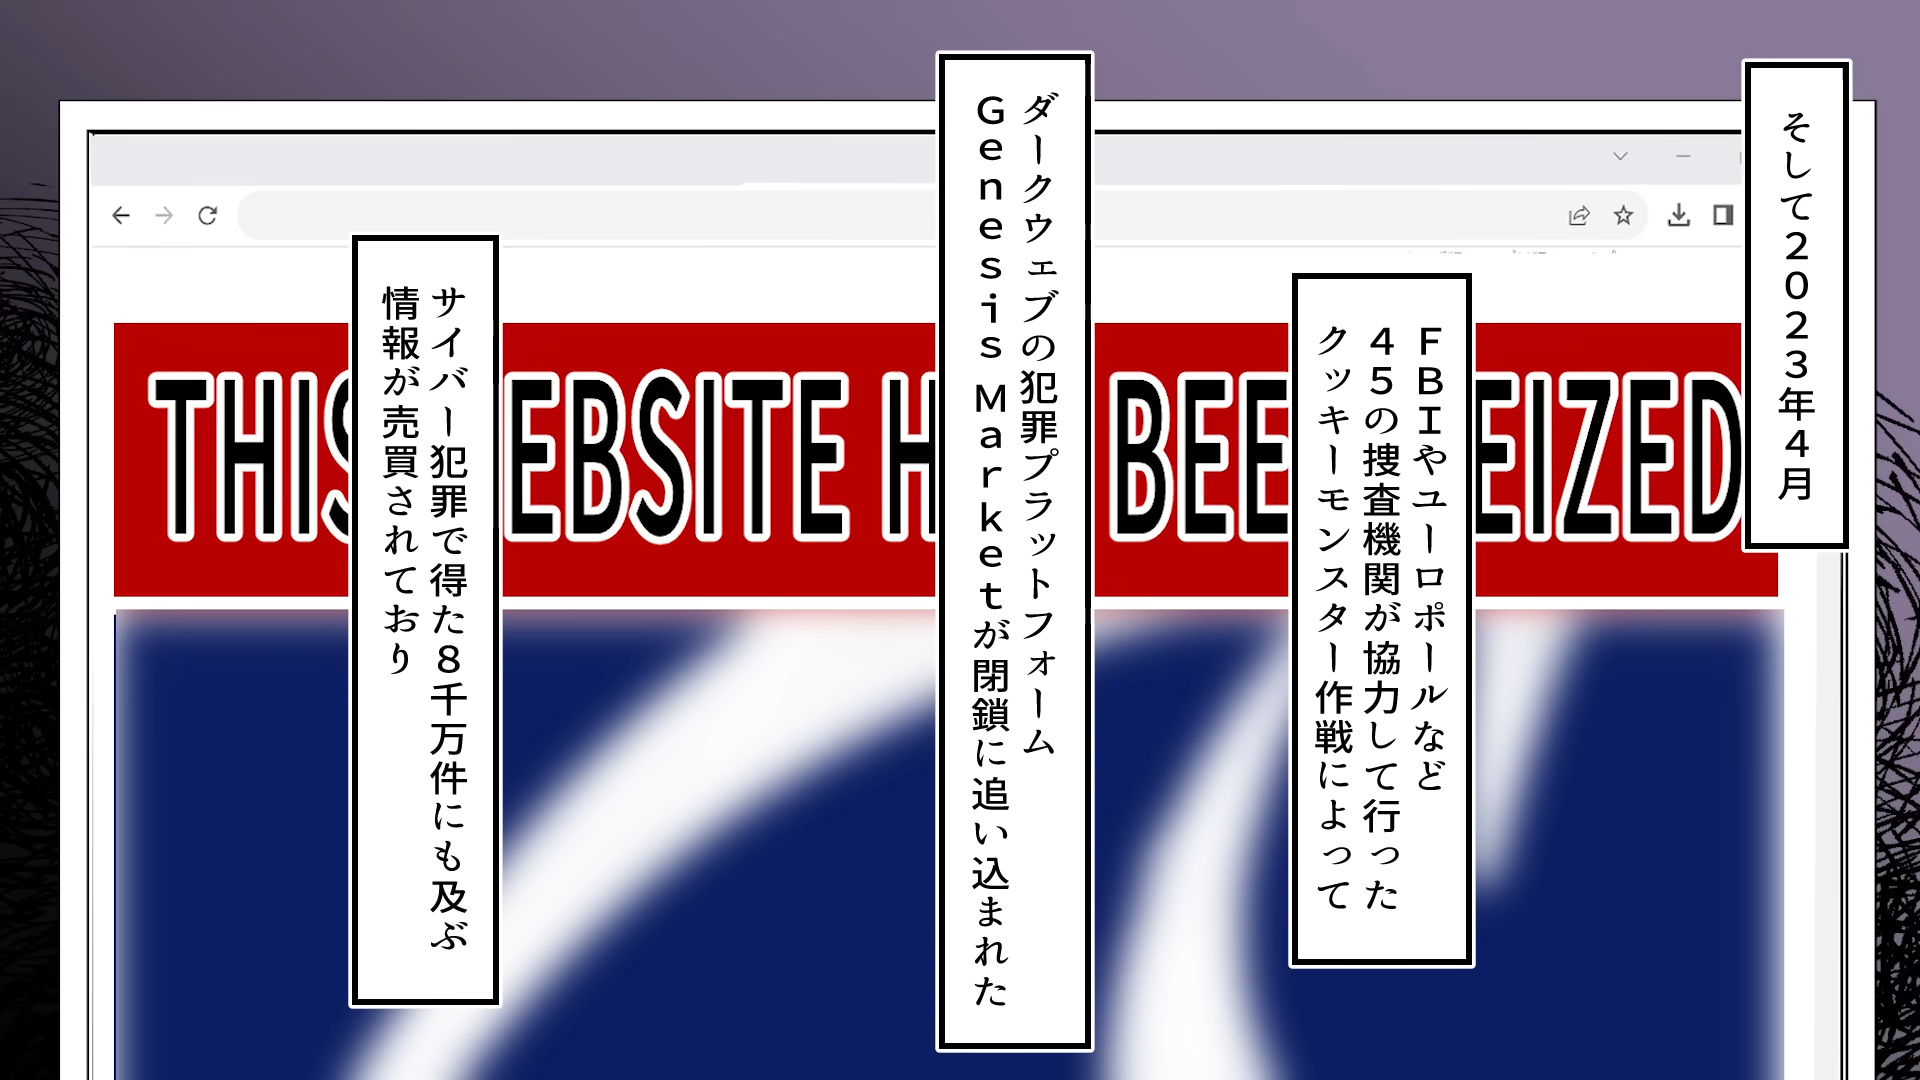 そして２０２３年４月
ＦＢＩやユーロポールなど
４５の捜査機関が協力して行った
クッキーモンスター作戦によって
ダークウェブの犯罪プラットフォーム
Ｇｅｎｅｓｉｓ Ｍａｒｋｅｔが閉鎖に追い込まれた
サイバー犯罪で得た８千万件にも及ぶ
情報が売買されており
THIS EBSITE H BEE EIZED